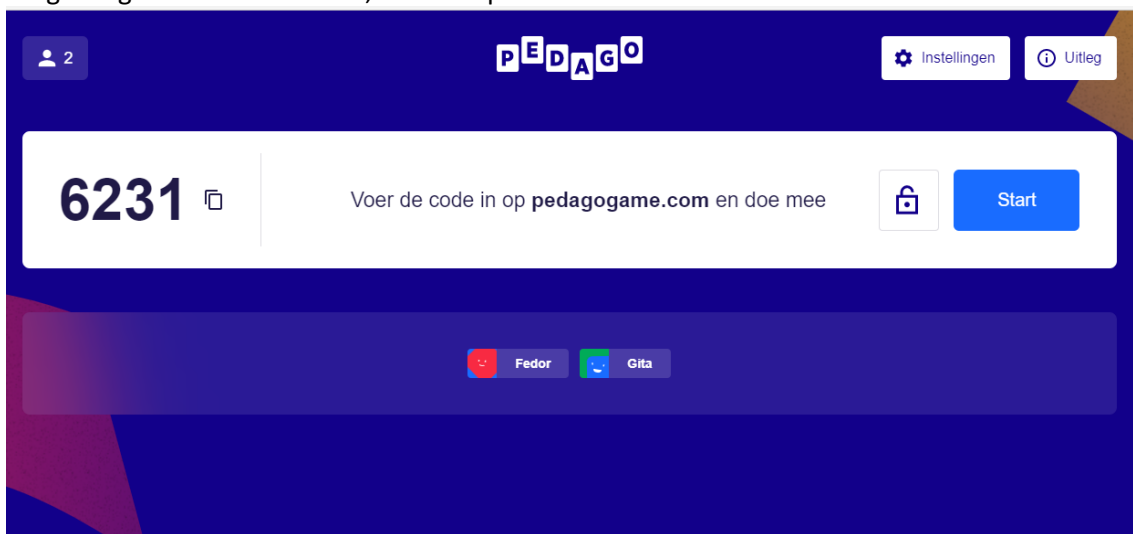 2
PEDAGO
Instellingen
Uitleg
6231
Voer de code in op pedagogame.com en doe mee
Start
Fedor
Gita